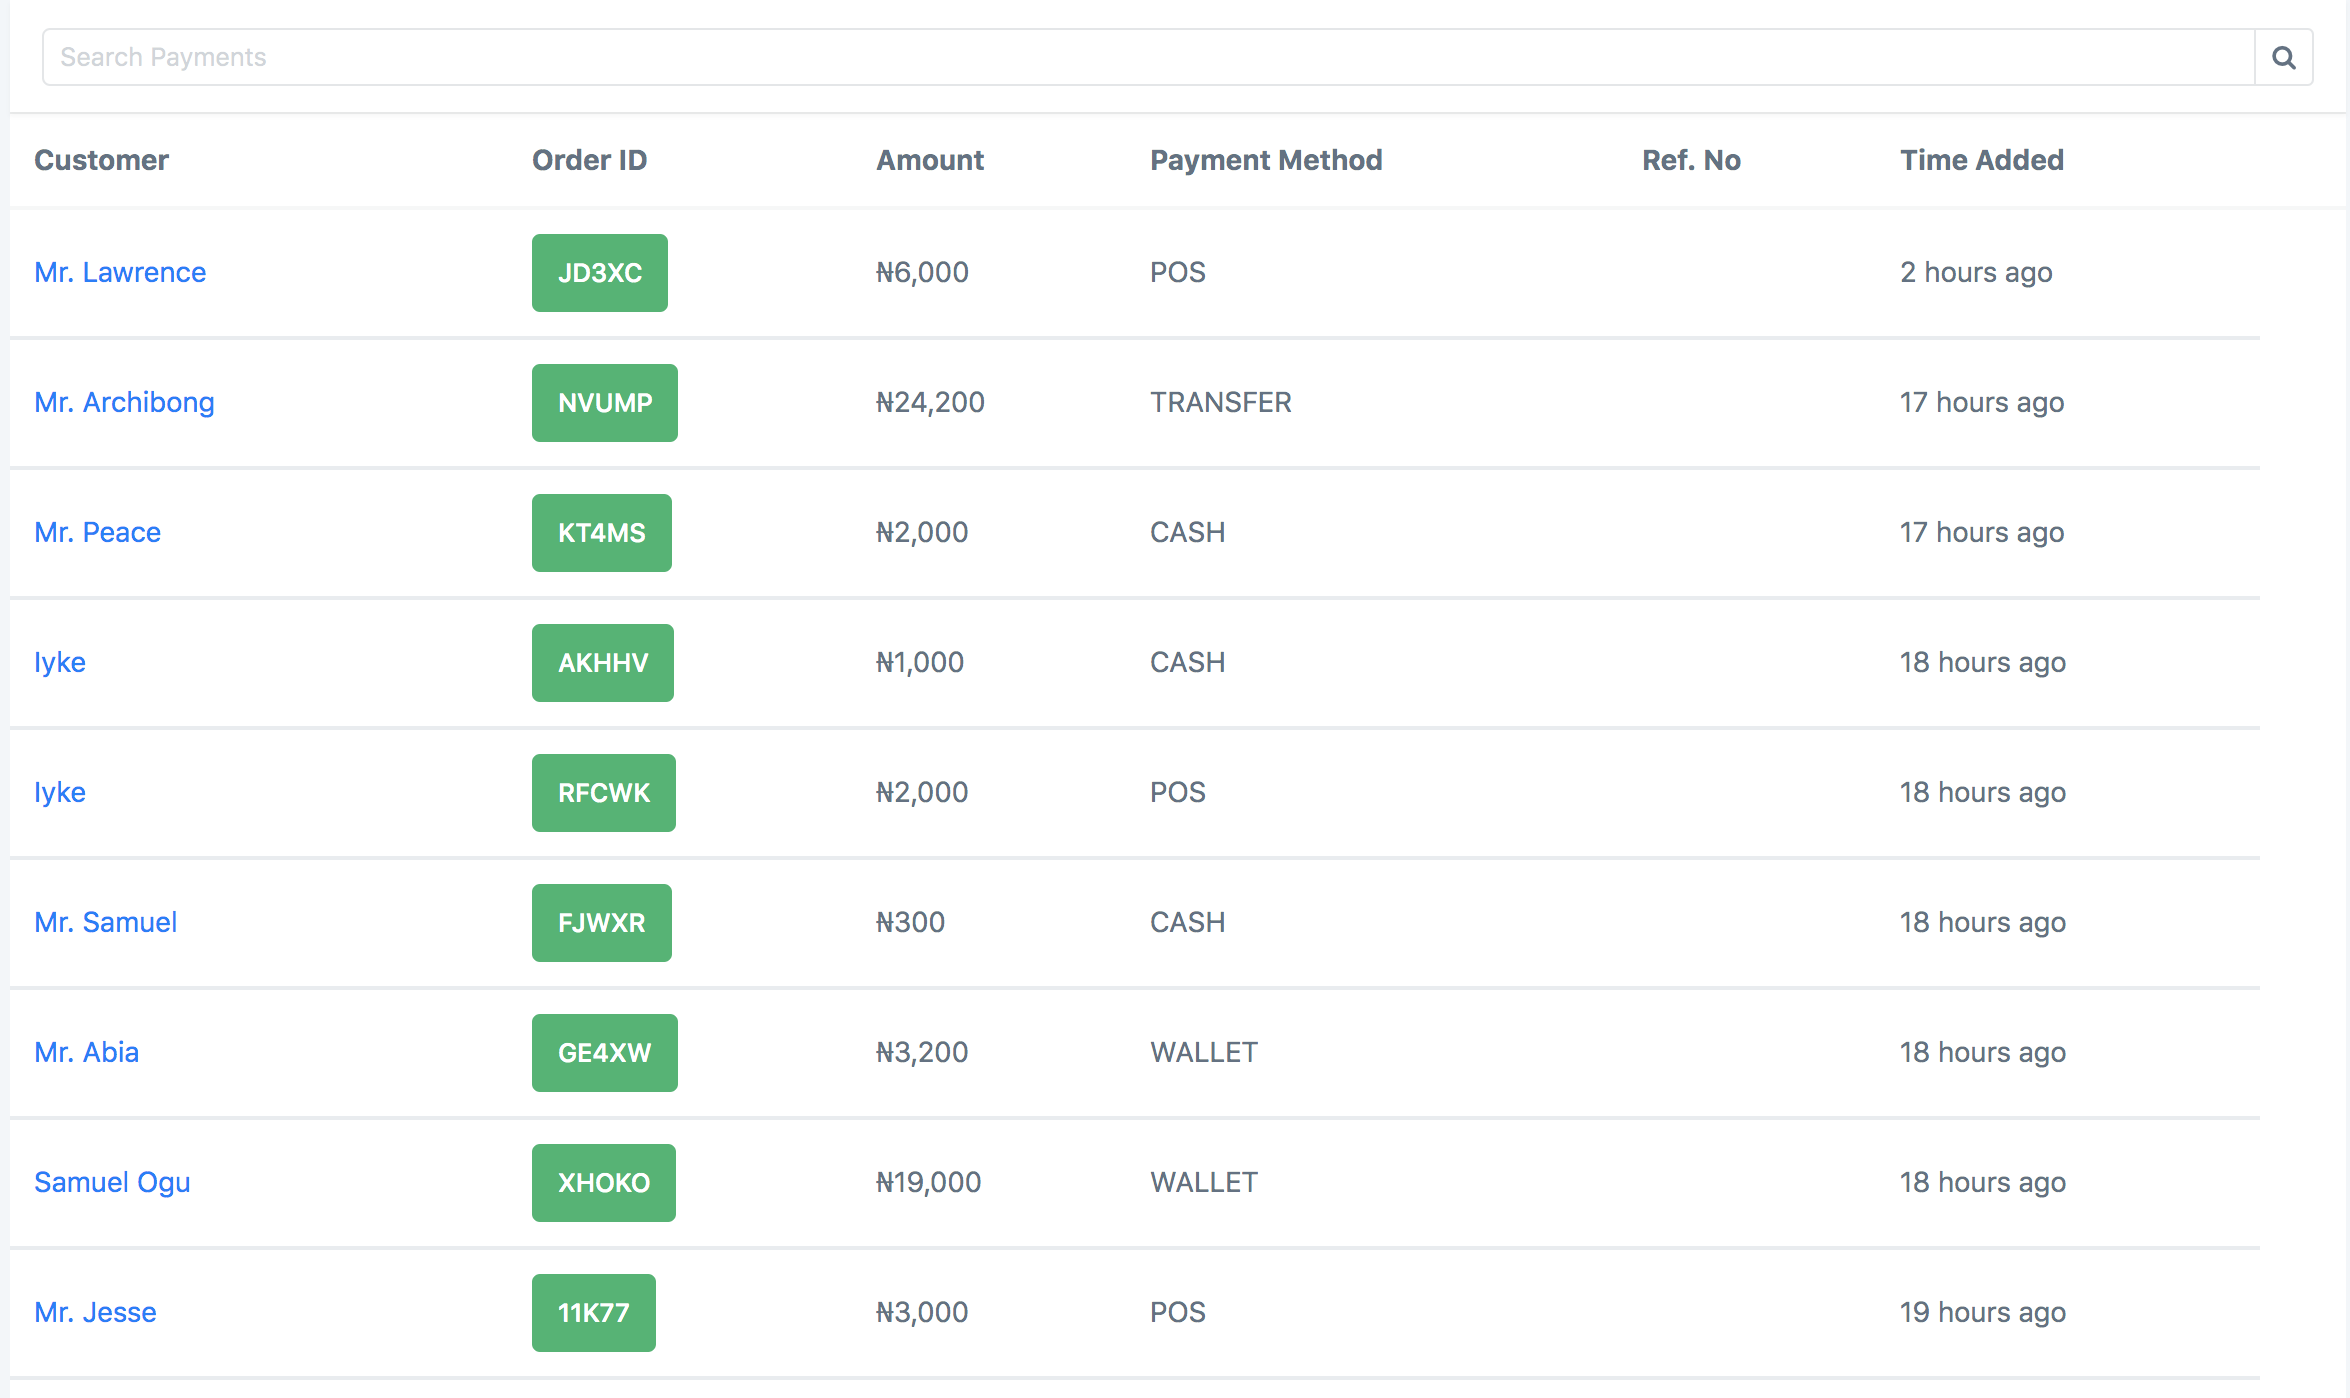 Search Payments
Customer Order ID Amount Payment Method Ref. No Time Added
Mr. Lawrence JD3XC ₦6,000 POS 2 hours ago
Mr. Archibong NVUMP ₦24,200 TRANSFER 17 hours ago
Mr. Peace KT4MS ₦2,000 CASH 17 hours ago
Iyke AKHHV ₦1,000 CASH 18 hours ago
Iyke RFCWK ₦2,000 POS 18 hours ago
Mr. Samuel FJWXR ₦300 CASH 18 hours ago
Mr. Abia GE4XW ₦3,200 WALLET 18 hours ago
Samuel Ogu XHOKO ₦19,000 WALLET 18 hours ago
Mr. Jesse 11K77 ₦3,000 POS 19 hours ago